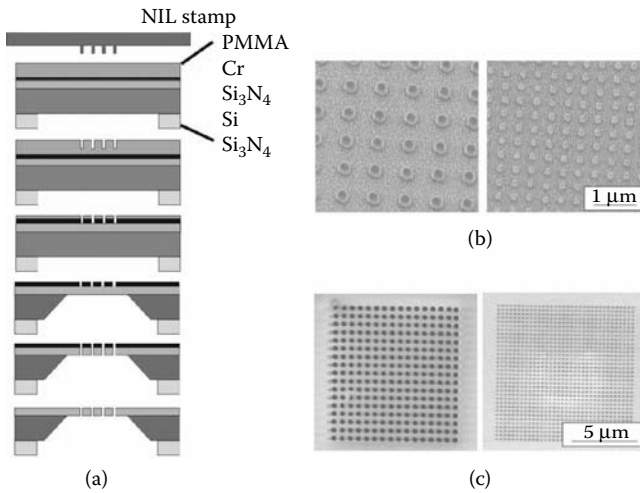 NIL stamp
PMMA
Cr
Si₃N₄
Si
Si₃N₄
(a)
1 μm
(b)
5 μm
(c)